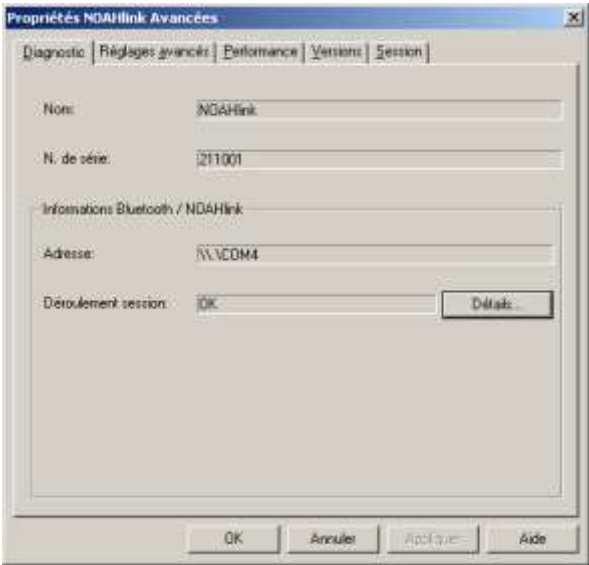 Propriétés NOAHlink Avancées
Diagnostic Réglages avancés Performance Versions Session
Nom: NOAHlink
N. de série: 211001
Informations Bluetooth / NOAHlink
Adresse: \\.\COM4
Déroulement session: OK Détails...
OK Annuler Appliquer Aide